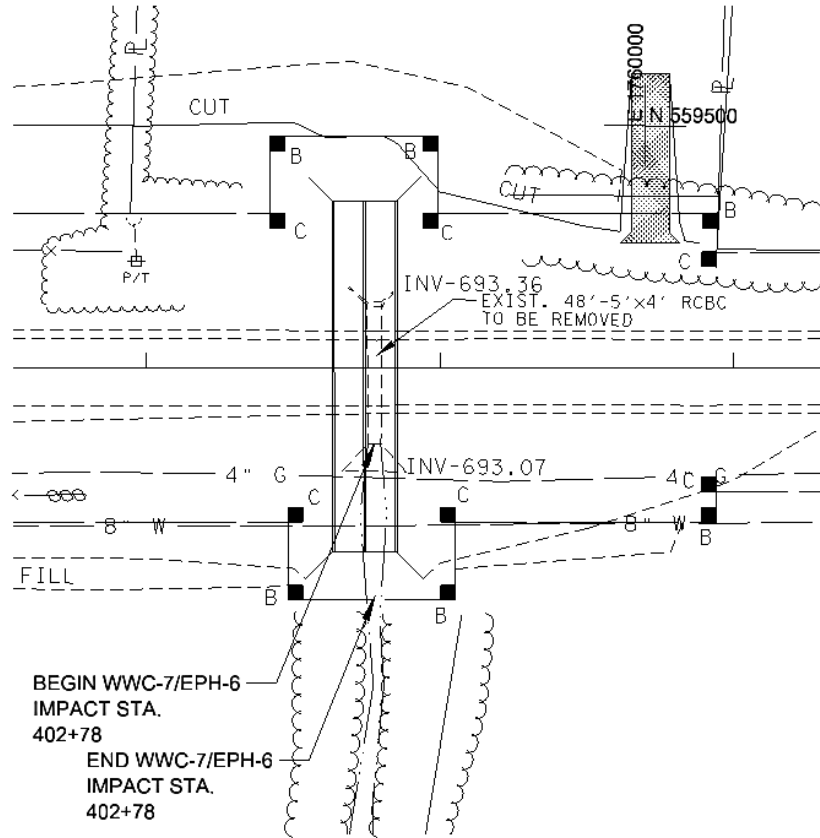 PL
PL
E 1760000
N 559500
CUT
B
B
CUT
B
C
C
C
P/T
INV-693.36
EXIST. 48'-5'x4' RCBC
TO BE REMOVED
4" G
INV-693.07
4" G
C
C
C
8" W
8" W
B
FILL
B
B
BEGIN WWC-7/EPH-6
IMPACT STA.
402+78
END WWC-7/EPH-6
IMPACT STA.
402+78